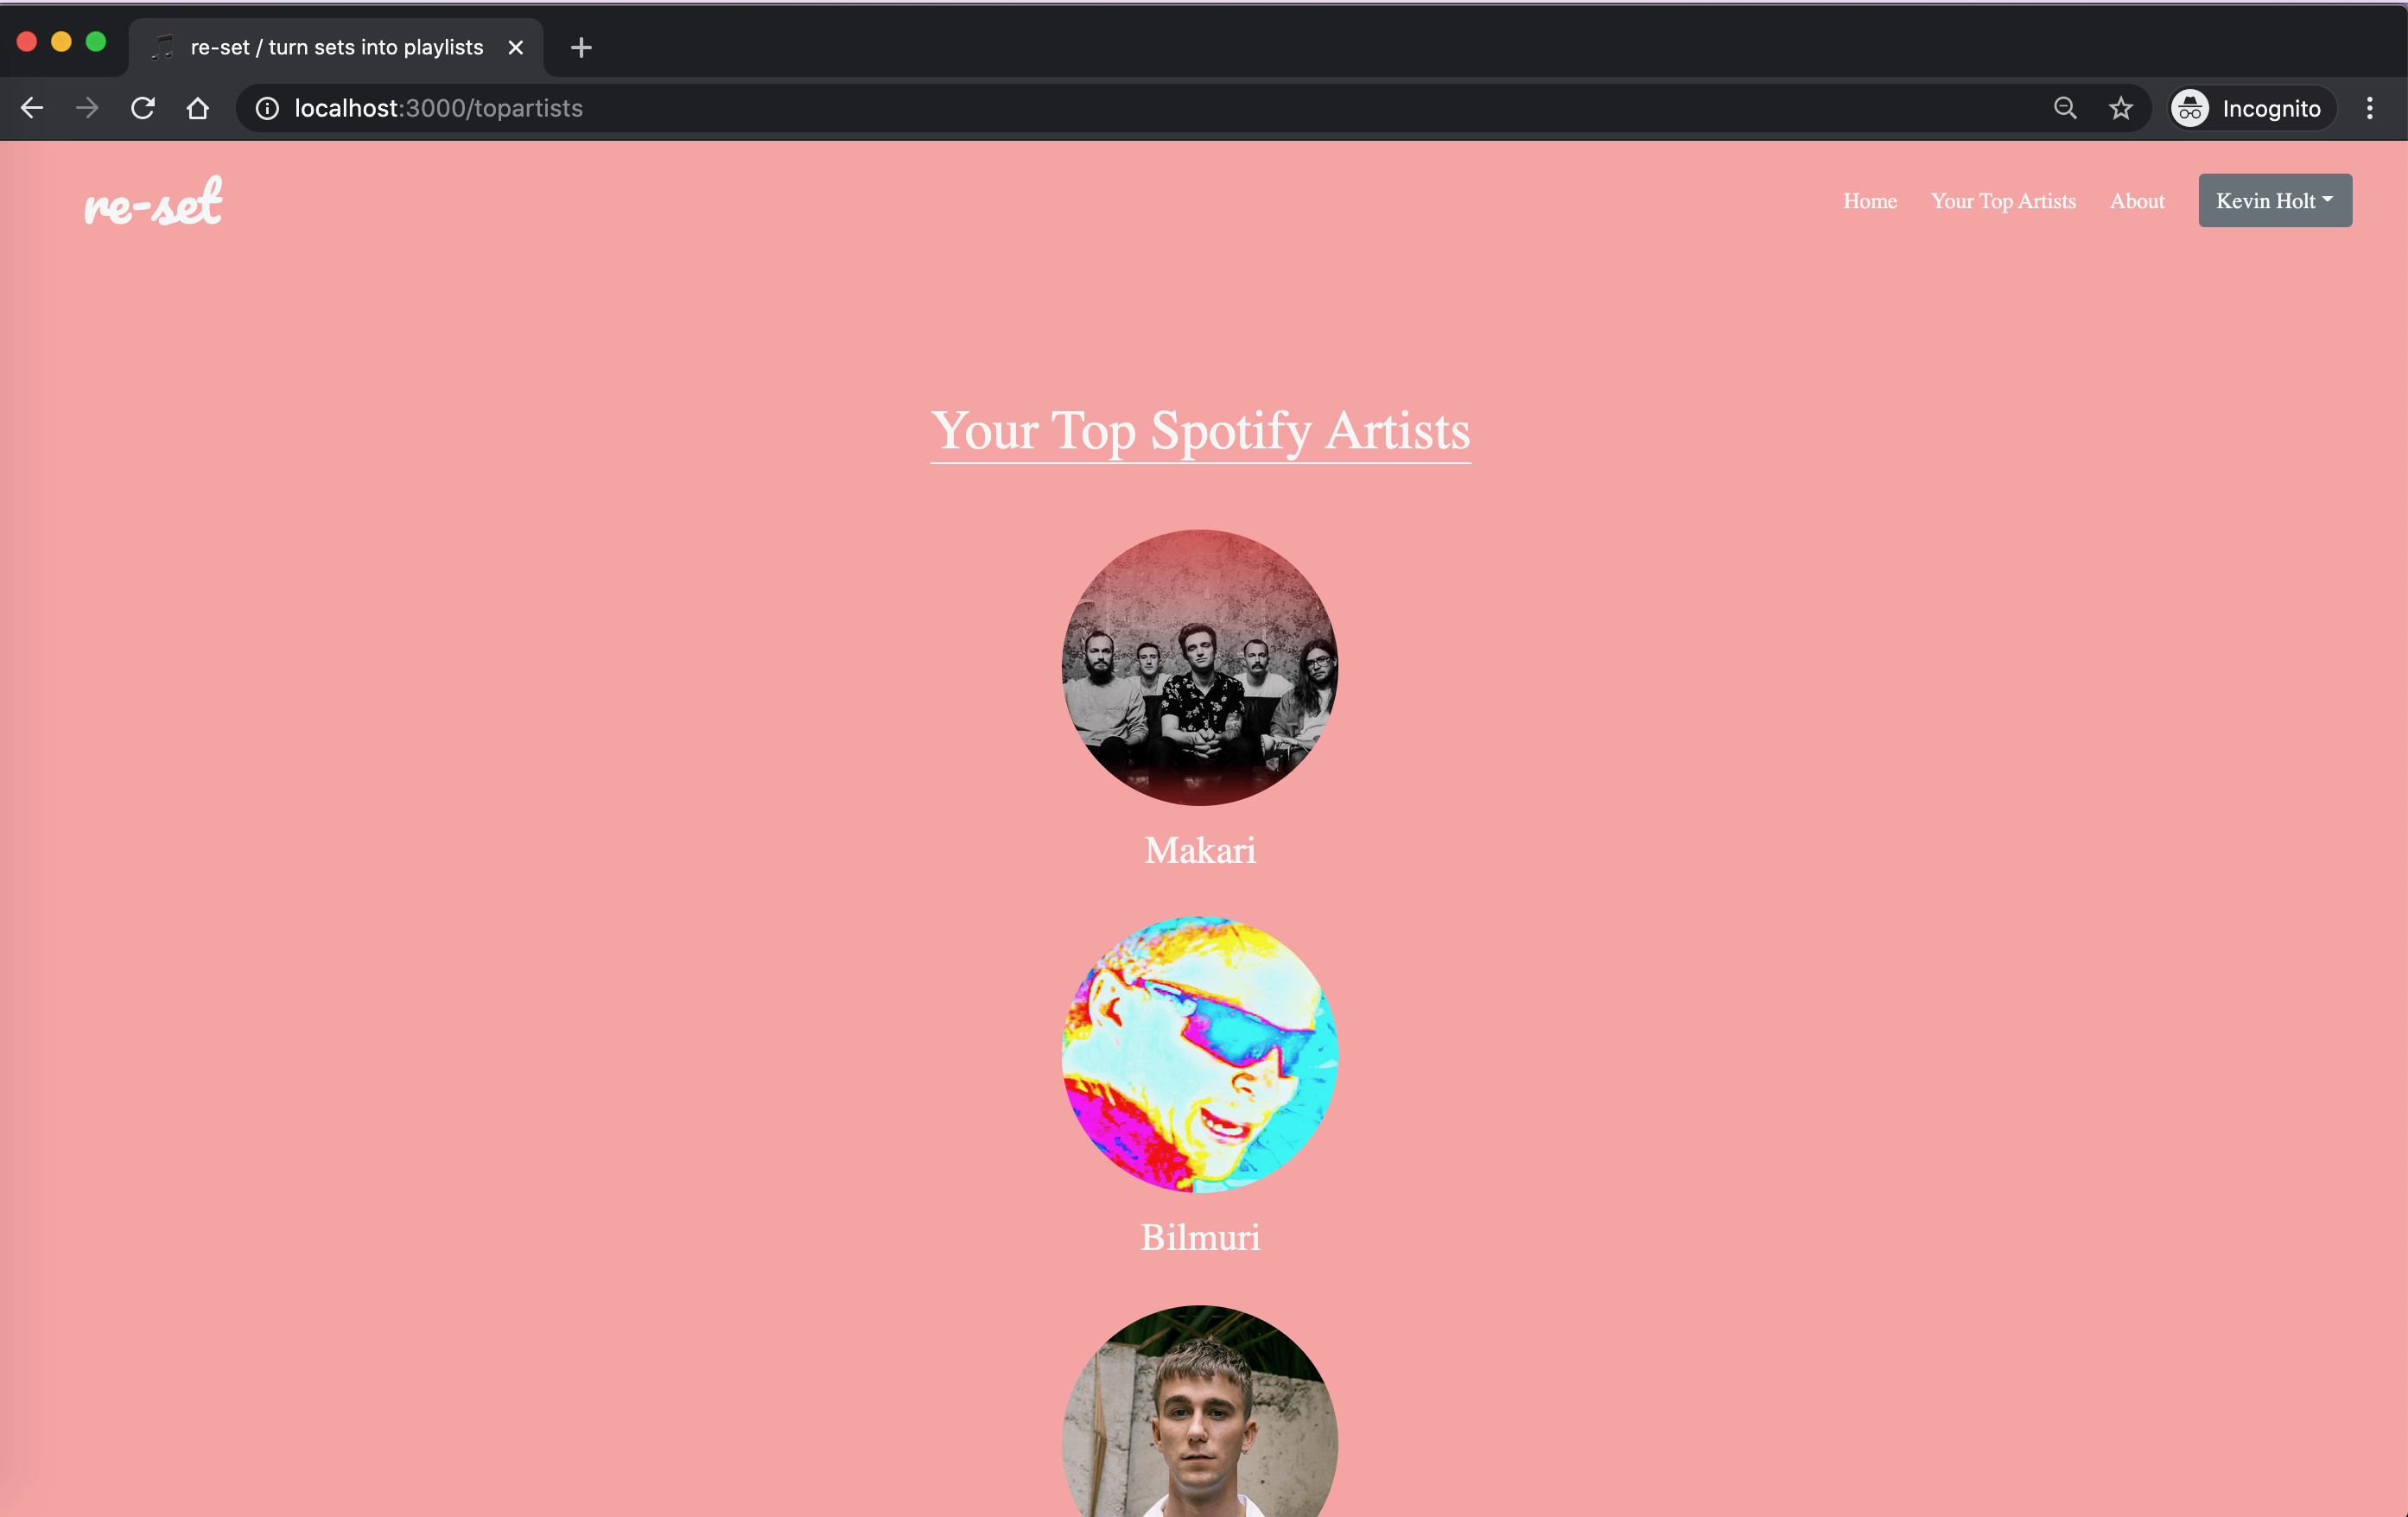 re-set / turn sets into playlists
localhost:3000/topartists
Incognito
re-set
Home
Your Top Artists
About
Kevin Holt
Your Top Spotify Artists
Makari
Bilmuri